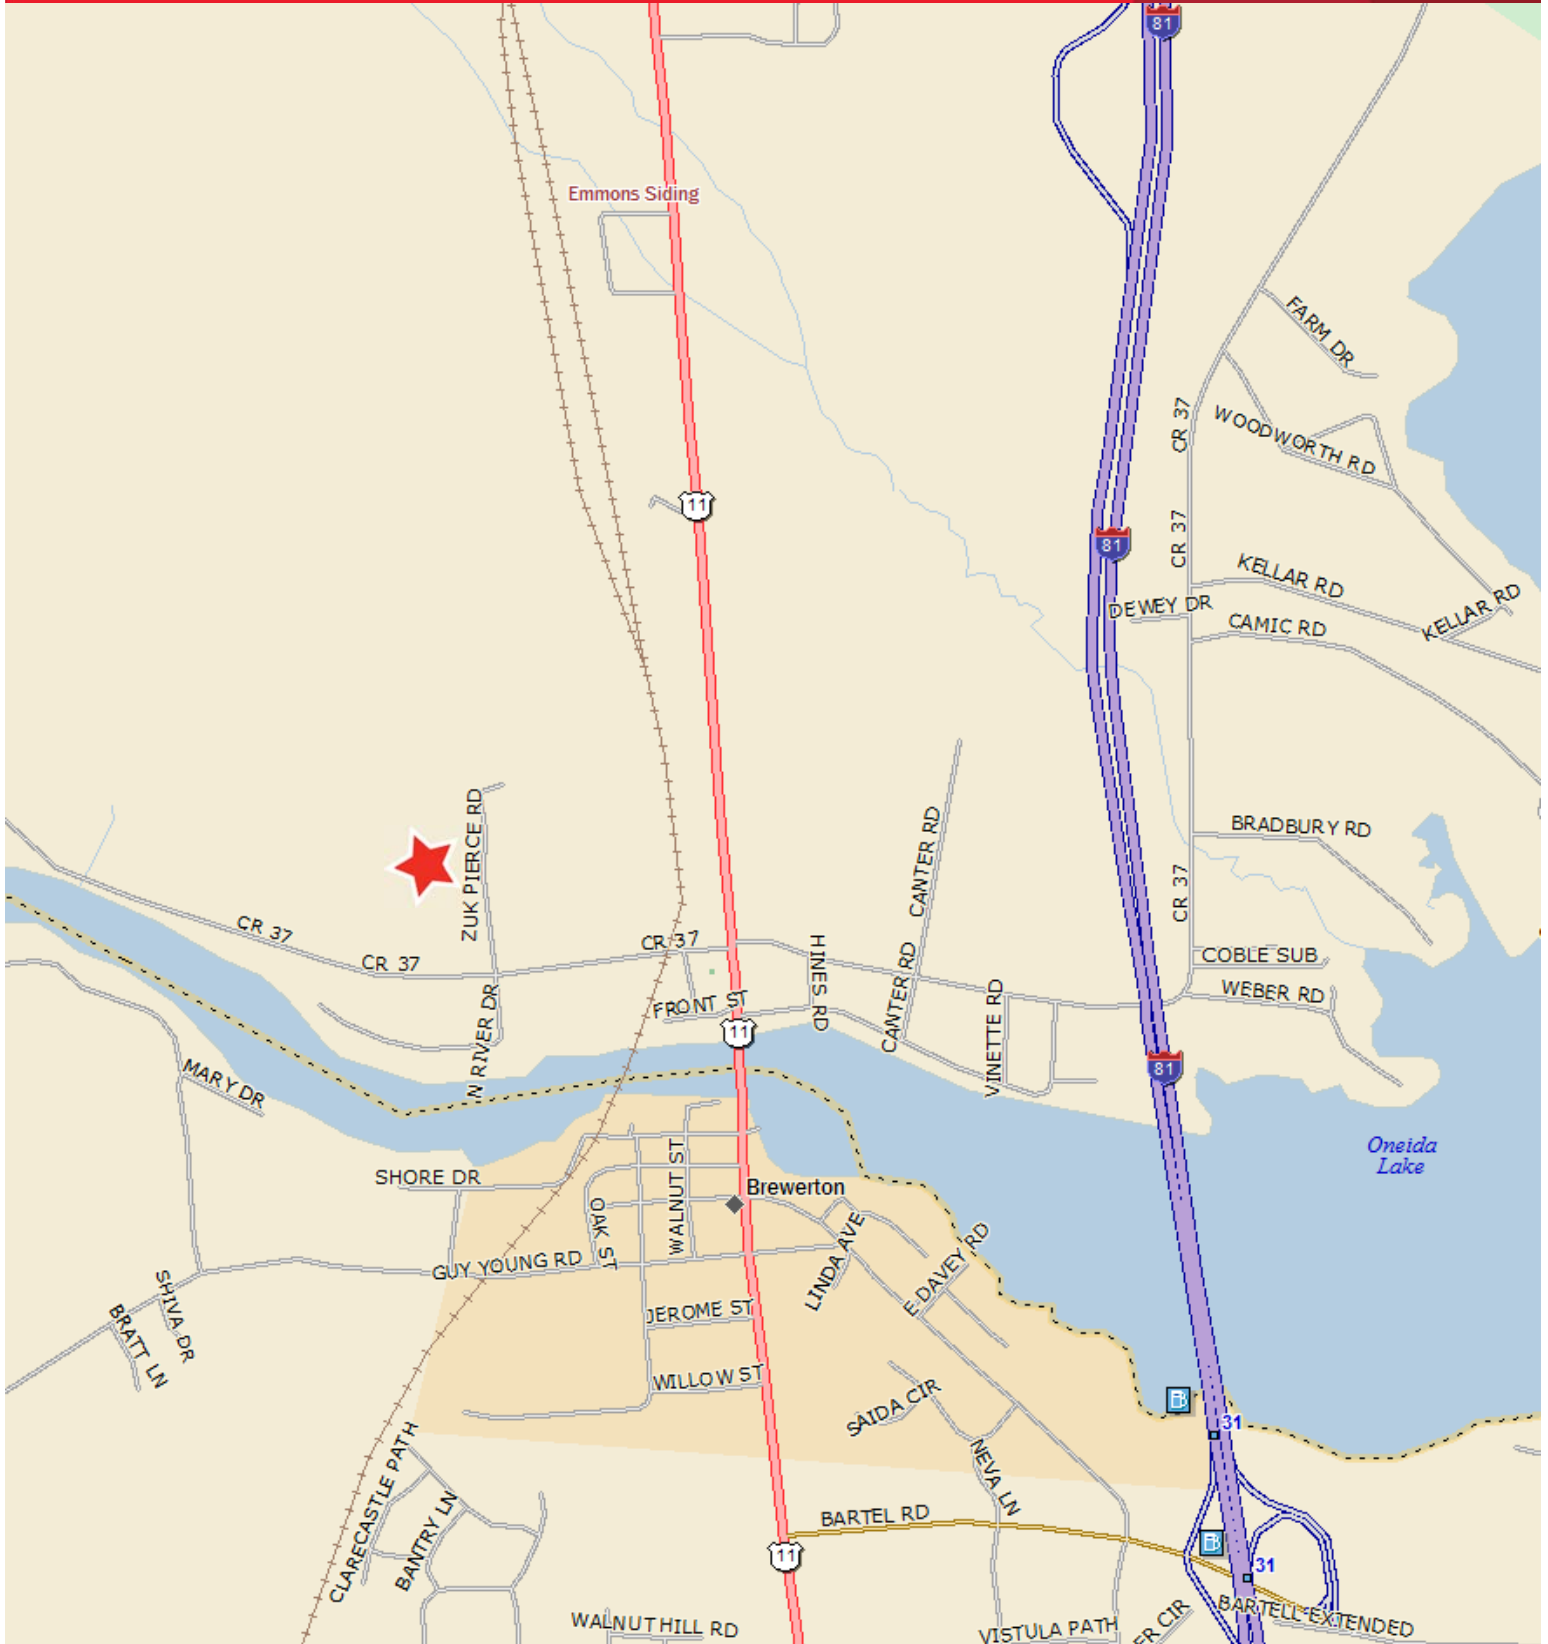 81
Emmons Siding
FARM DR
CR 37
WOODWORTH RD
11
CR 37
81
KELLAR RD
DEWEY DR
KELLAR RD
CAMIC RD
ZUK PIERCE RD
CANTER RD
BRADBURY RD
CR 37
CR 37
CR 37
CR 37
HINES RD
CANTER RD
COBLE SUB
VINETTE RD
WEBER RD
FRONT ST
N RIVER DR
11
81
MARY DR
Oneida
Lake
SHORE DR
WALNUT ST
Brewerton
OAK ST
LINDA AVE
E DAVEY RD
GUY YOUNG RD
SHIVA DR
BRATT LN
JEROME ST
WILLOW ST
SAIDA CIR
31
CLARECASTLE PATH
NEVA LN
BANTRY LN
BARTEL RD
11
31
BARTELL EXTENDED
WALNUT HILL RD
VISTULA PATH
ER CIR